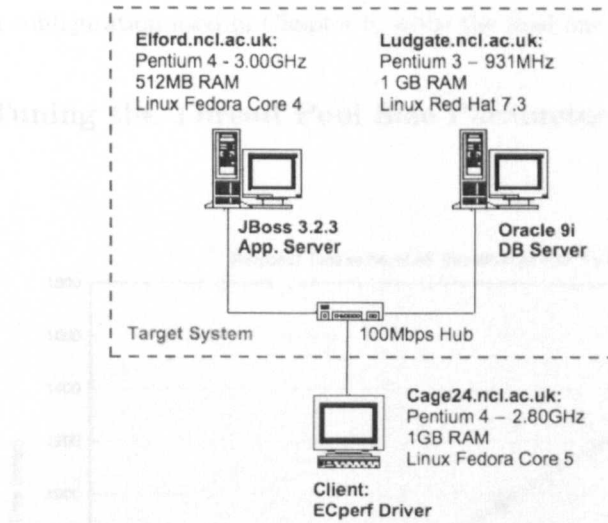 Elford.ncl.ac.uk:
Pentium 4 - 3.00GHz
512MB RAM
Linux Fedora Core 4
Ludgate.ncl.ac.uk:
Pentium 3 – 931MHz
1 GB RAM
Linux Red Hat 7.3
JBoss 3.2.3
App. Server
Oracle 9i
DB Server
Target System
100Mbps Hub
Cage24.ncl.ac.uk:
Pentium 4 – 2.80GHz
1GB RAM
Linux Fedora Core 5
Client:
ECperf Driver